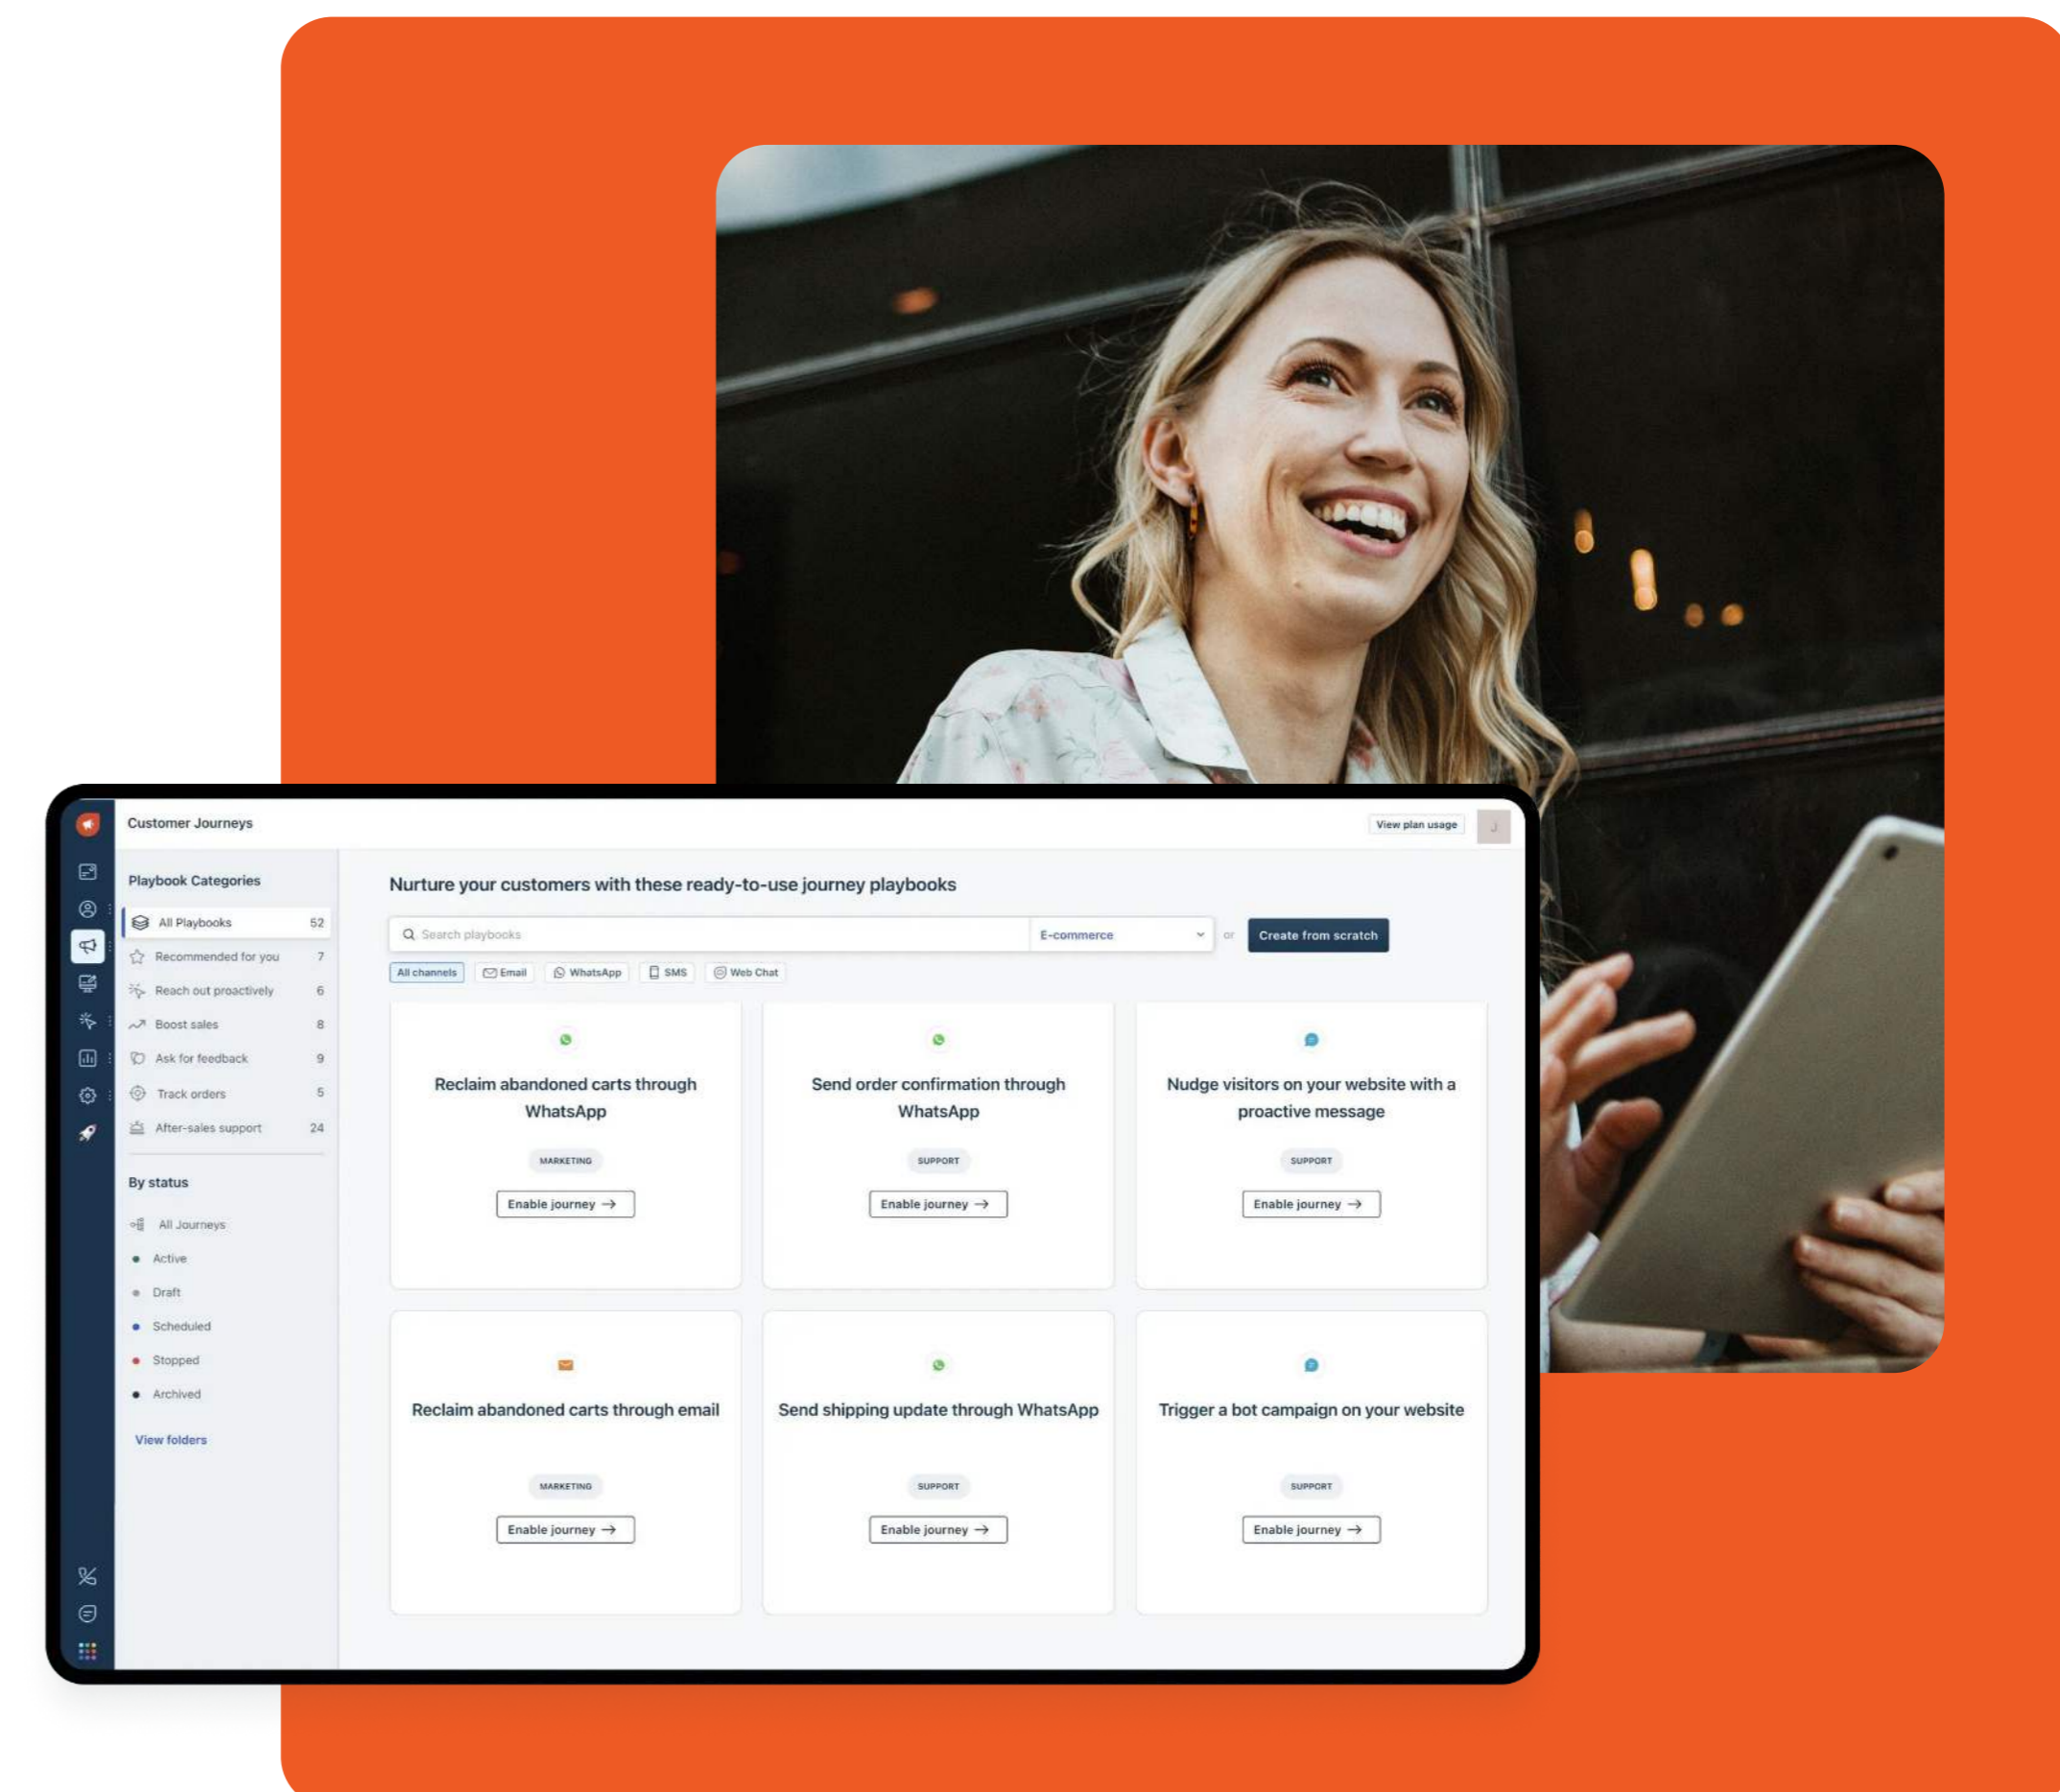 Customer Journeys
View plan usage
J
Playbook Categories
All Playbooks 52
Recommended for you 7
Reach out proactively 6
Boost sales 8
Ask for feedback 9
Track orders 5
After-sales support 24
By status
All Journeys
Active
Draft
Scheduled
Stopped
Archived
View folders
Nurture your customers with these ready-to-use journey playbooks
Search playbooks
E-commerce
or
Create from scratch
All channels
Email
WhatsApp
SMS
Web Chat
Reclaim abandoned carts through
WhatsApp
MARKETING
Enable journey →
Send order confirmation through
WhatsApp
SUPPORT
Enable journey →
Nudge visitors on your website with a
proactive message
SUPPORT
Enable journey →
Reclaim abandoned carts through email
MARKETING
Enable journey →
Send shipping update through WhatsApp
SUPPORT
Enable journey →
Trigger a bot campaign on your website
SUPPORT
Enable journey →